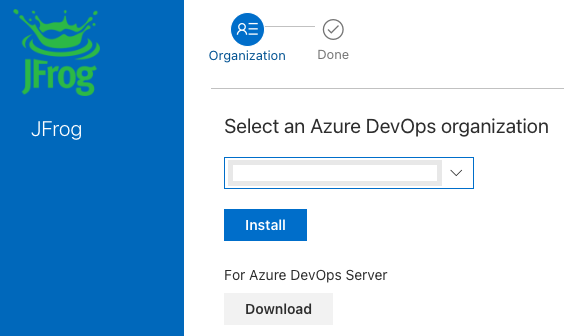 JFrog
JFrog
Organization
Done
Select an Azure DevOps organization
Install
For Azure DevOps Server
Download